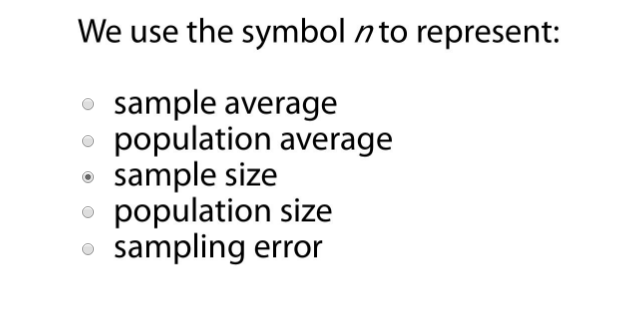 We use the symbol n to represent:
sample average
population average
sample size
population size
sampling error